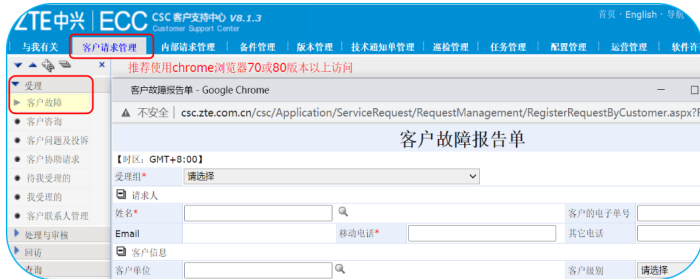 ZTE中兴 ECC CSC 客户支持中心 V8.1.3
Customer Support Center
首页 · English · 导航
与我有关 客户请求管理 内部请求管理 备件管理 版本管理 技术通知单管理 巡检管理 任务管理 配置管理 运营管理 软件许
推荐使用chrome浏览器70或80版本以上访问
受理
客户故障
客户咨询
客户问题及投诉
客户协助请求
待我受理的
我受理的
客户联系人管理
处理与审核
回访
查询
客户故障报告单 - Google Chrome
不安全 csc.zte.com.cn/csc/Application/ServiceRequest/RequestManagement/RegisterRequestByCustomer.aspx?F
客户故障报告单
【时区：GMT+8:00】
受理组* 请选择
请求人
姓名* 客户的电子单号
Email 移动电话* 其它电话
客户信息
客户单位 客户级别 请选择